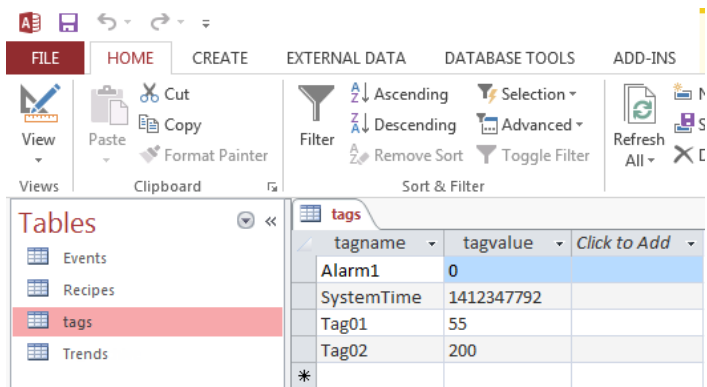 FILE HOME CREATE EXTERNAL DATA DATABASE TOOLS ADD-INS
View
Paste
Cut
Copy
Format Painter
Filter
Ascending
Descending
Remove Sort
Selection
Advanced
Toggle Filter
Refresh
All
Views Clipboard Sort & Filter
Tables
Events
Recipes
tags
Trends
tags
tagname tagvalue Click to Add
Alarm1 0
SystemTime 1412347792
Tag01 55
Tag02 200